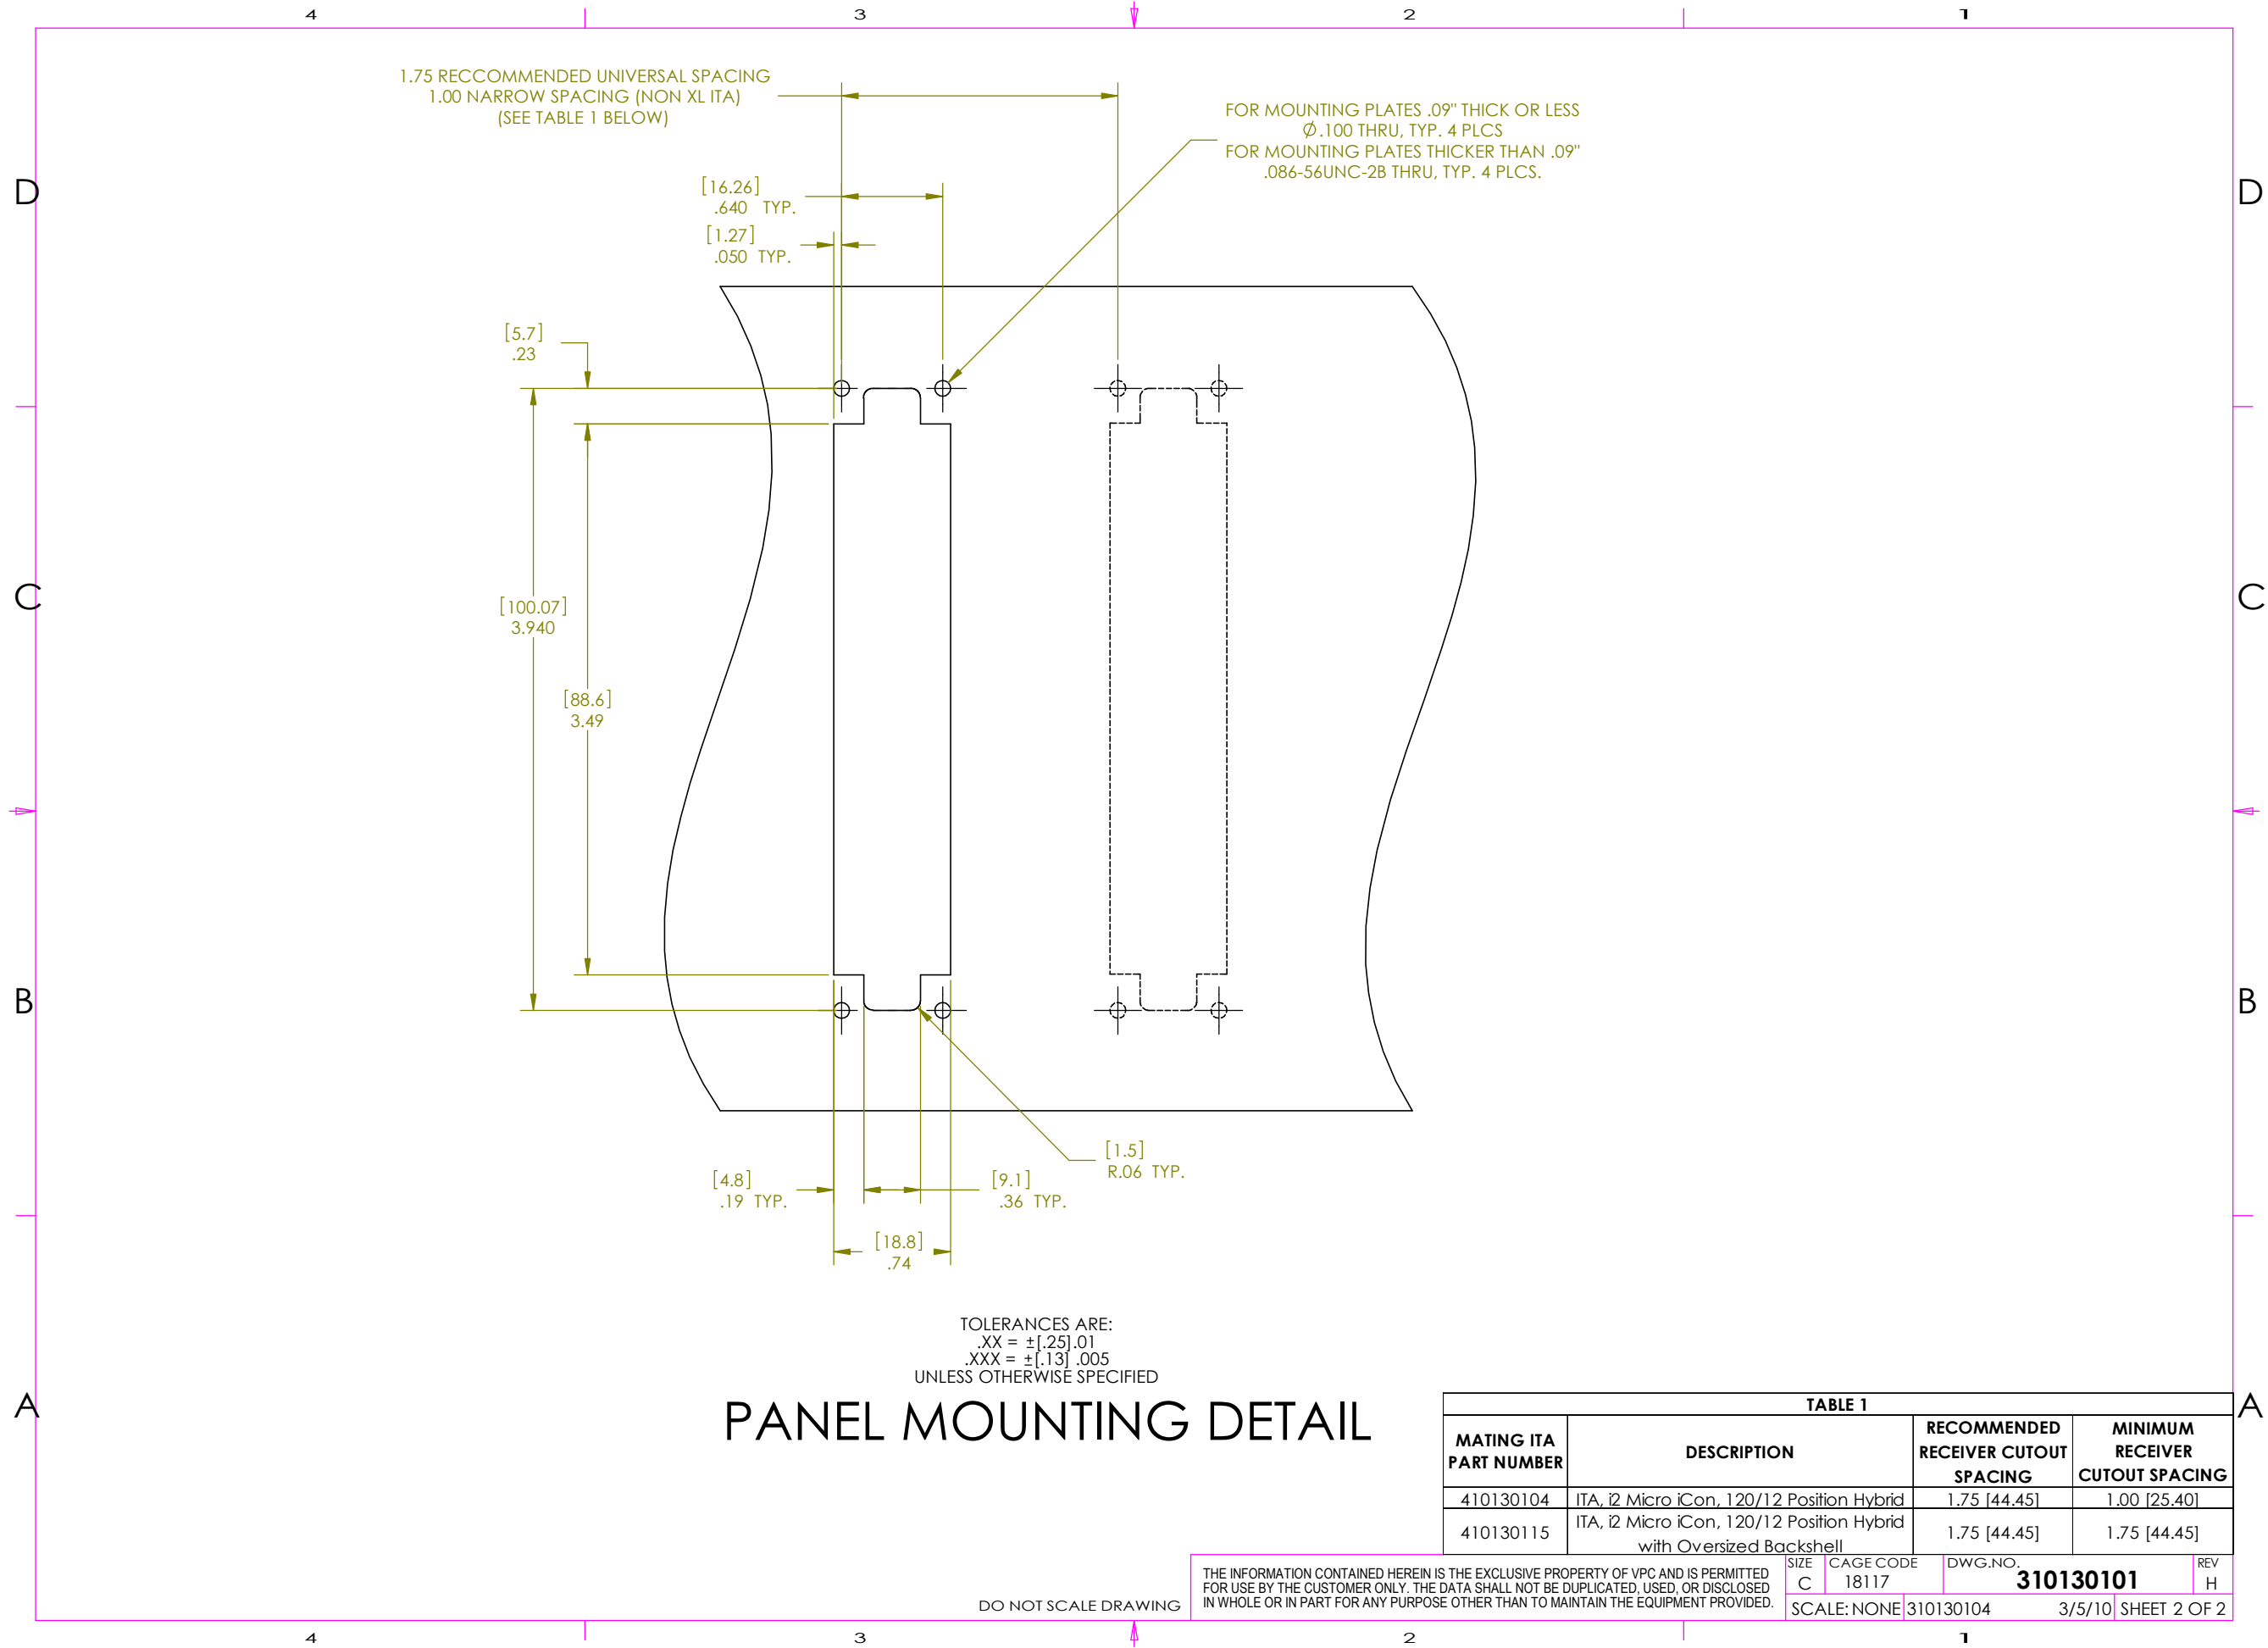 4 3 2 1
1.75 RECCOMMENDED UNIVERSAL SPACING
1.00 NARROW SPACING (NON XL ITA)
(SEE TABLE 1 BELOW)
FOR MOUNTING PLATES .09" THICK OR LESS
Ø.100 THRU, TYP. 4 PLCS
FOR MOUNTING PLATES THICKER THAN .09"
.086-56UNC-2B THRU, TYP. 4 PLCS.
D D
[16.26]
.640 TYP.
[1.27]
.050 TYP.
[5.7]
.23
C C
[100.07]
3.940
[88.6]
3.49
B B
[1.5]
R.06 TYP.
[4.8]
.19 TYP.
[9.1]
.36 TYP.
[18.8]
.74
TOLERANCES ARE:
.XX = ±[.25].01
.XXX = ±[.13] .005
UNLESS OTHERWISE SPECIFIED
PANEL MOUNTING DETAIL
A A
TABLE 1
MATING ITA
PART NUMBER
DESCRIPTION
RECOMMENDED
RECEIVER CUTOUT
SPACING
MINIMUM
RECEIVER
CUTOUT SPACING
410130104 ITA, i2 Micro iCon, 120/12 Position Hybrid 1.75 [44.45] 1.00 [25.40]
410130115 ITA, i2 Micro iCon, 120/12 Position Hybrid
with Oversized Backshell 1.75 [44.45] 1.75 [44.45]
DO NOT SCALE DRAWING
THE INFORMATION CONTAINED HEREIN IS THE EXCLUSIVE PROPERTY OF VPC AND IS PERMITTED
FOR USE BY THE CUSTOMER ONLY. THE DATA SHALL NOT BE DUPLICATED, USED, OR DISCLOSED
IN WHOLE OR IN PART FOR ANY PURPOSE OTHER THAN TO MAINTAIN THE EQUIPMENT PROVIDED.
SIZE CAGE CODE DWG.NO. REV
C 18117 310130101 H
SCALE: NONE 310130104 3/5/10 SHEET 2 OF 2
4 3 2 1